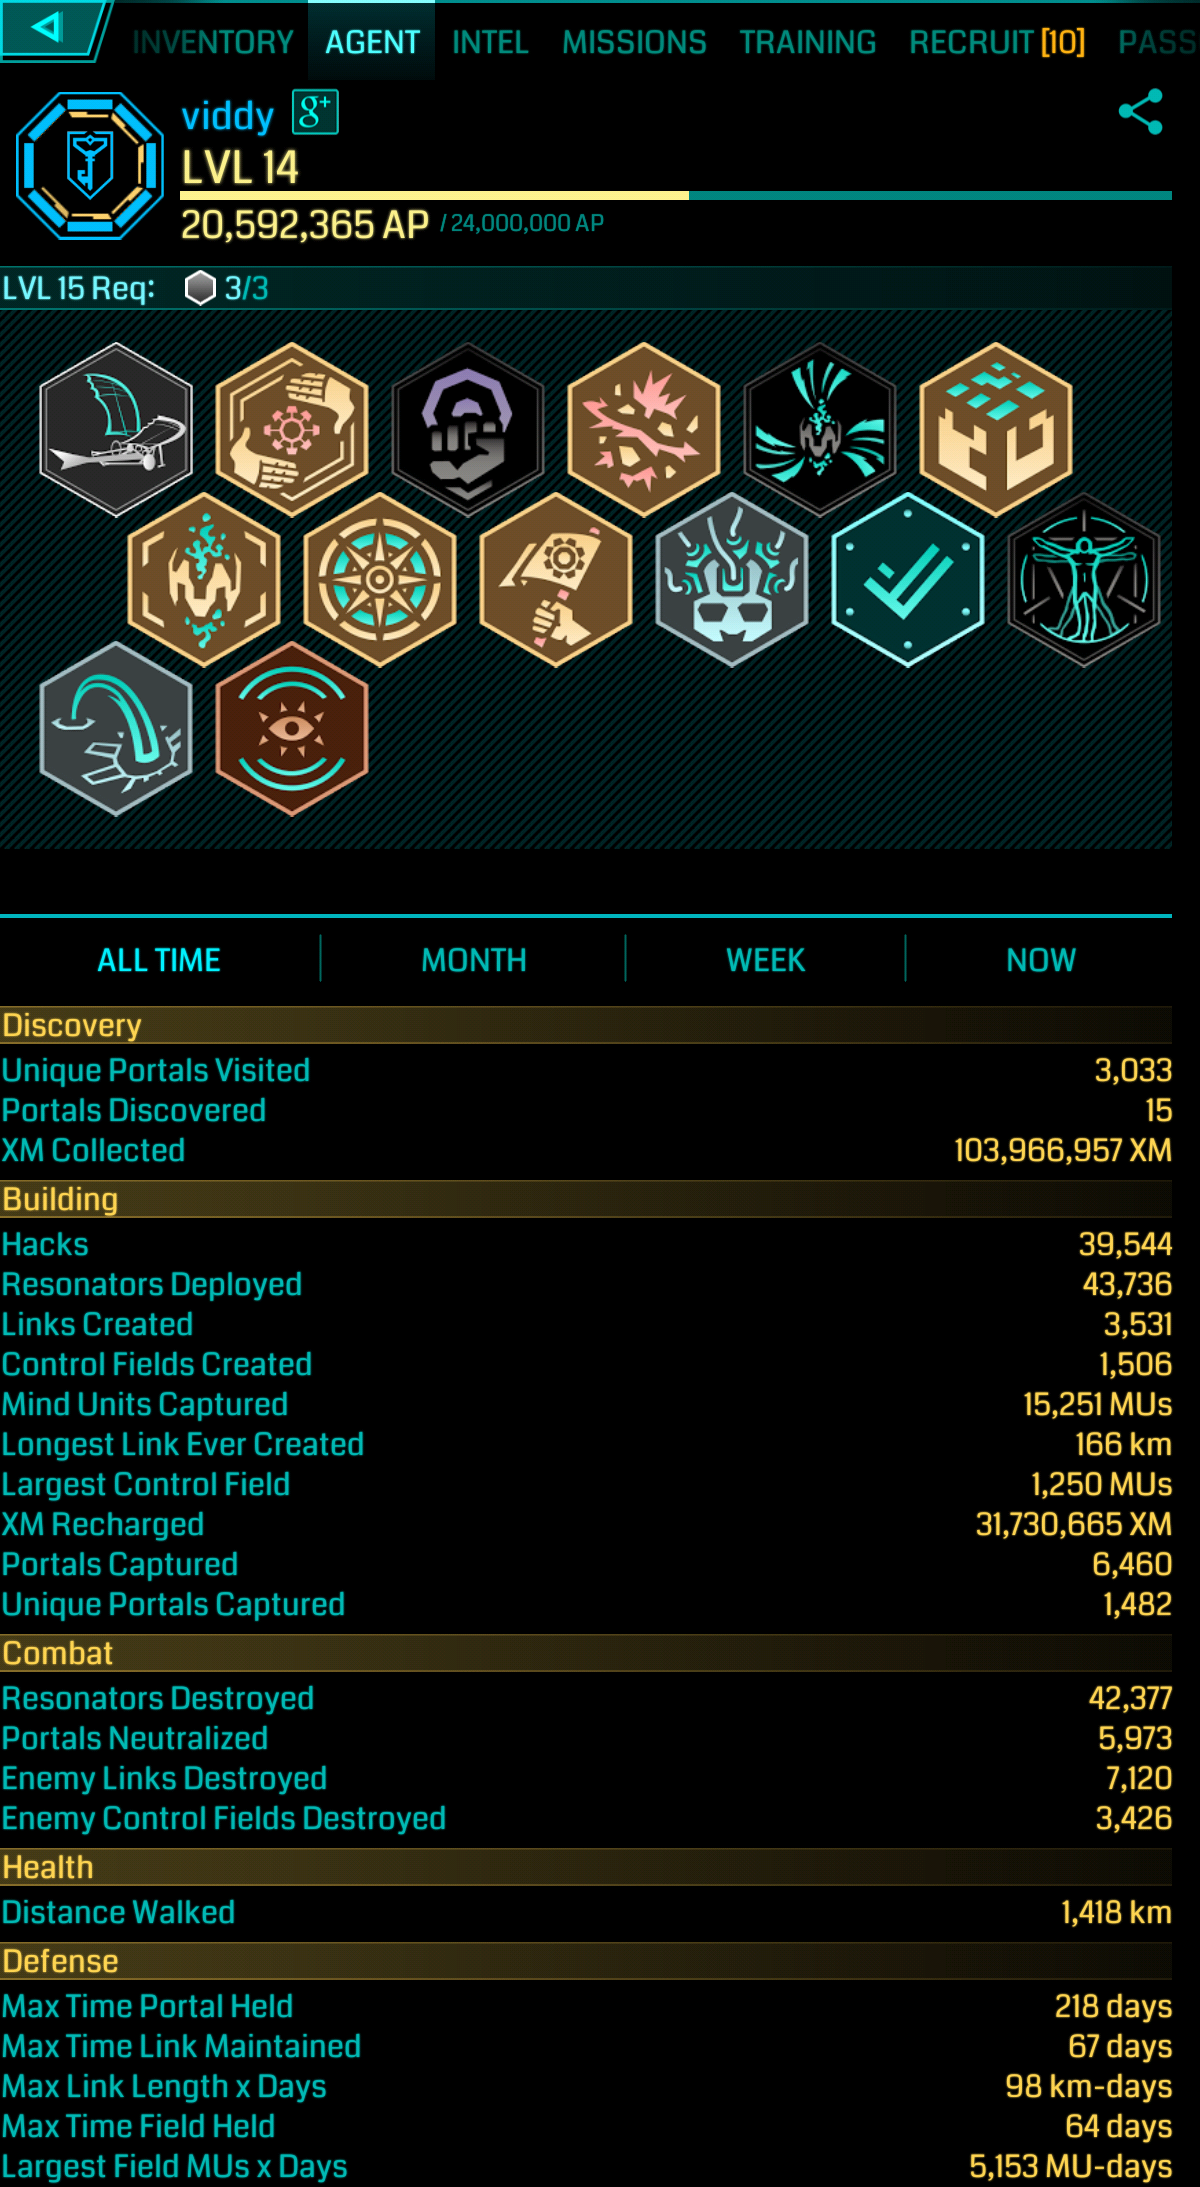 INVENTORY AGENT INTEL MISSIONS TRAINING RECRUIT [10] PASS
viddy g+
LVL 14
20,592,365 AP / 24,000,000 AP
LVL 15 Req: 3/3
ALL TIME MONTH WEEK NOW
Discovery
Unique Portals Visited 3,033
Portals Discovered 15
XM Collected 103,966,957 XM
Building
Hacks 39,544
Resonators Deployed 43,736
Links Created 3,531
Control Fields Created 1,506
Mind Units Captured 15,251 MUs
Longest Link Ever Created 166 km
Largest Control Field 1,250 MUs
XM Recharged 31,730,665 XM
Portals Captured 6,460
Unique Portals Captured 1,482
Combat
Resonators Destroyed 42,377
Portals Neutralized 5,973
Enemy Links Destroyed 7,120
Enemy Control Fields Destroyed 3,426
Health
Distance Walked 1,418 km
Defense
Max Time Portal Held 218 days
Max Time Link Maintained 67 days
Max Link Length x Days 98 km-days
Max Time Field Held 64 days
Largest Field MUs x Days 5,153 MU-days